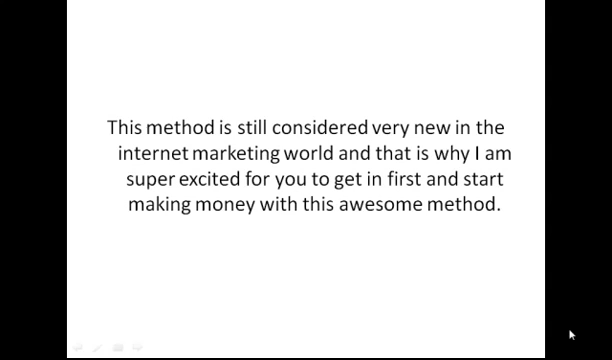 This method is still considered very new in the
internet marketing world and that is why I am
super excited for you to get in first and start
making money with this awesome method.